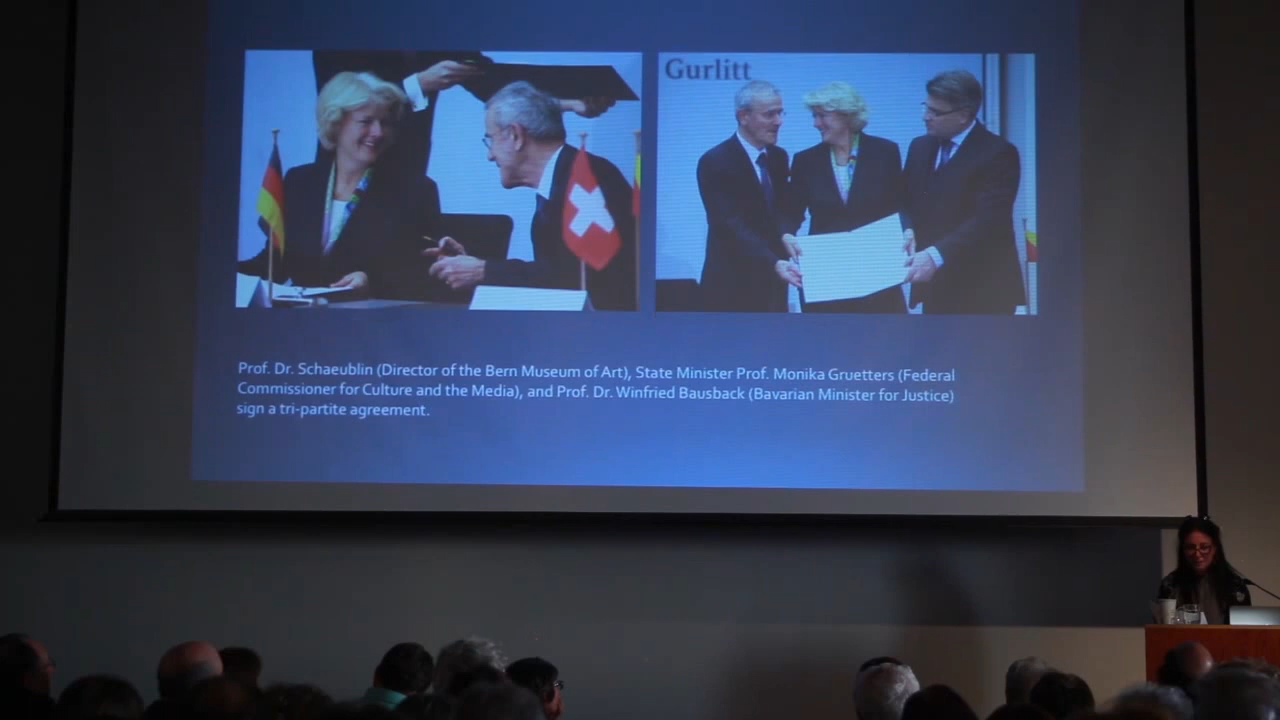 Gurlitt
Prof. Dr. Schaeublin (Director of the Bern Museum of Art), State Minister Prof. Monika Gruetters (Federal
Commissioner for Culture and the Media), and Prof. Dr. Winfried Bausback (Bavarian Minister for Justice)
sign a tri-partite agreement.